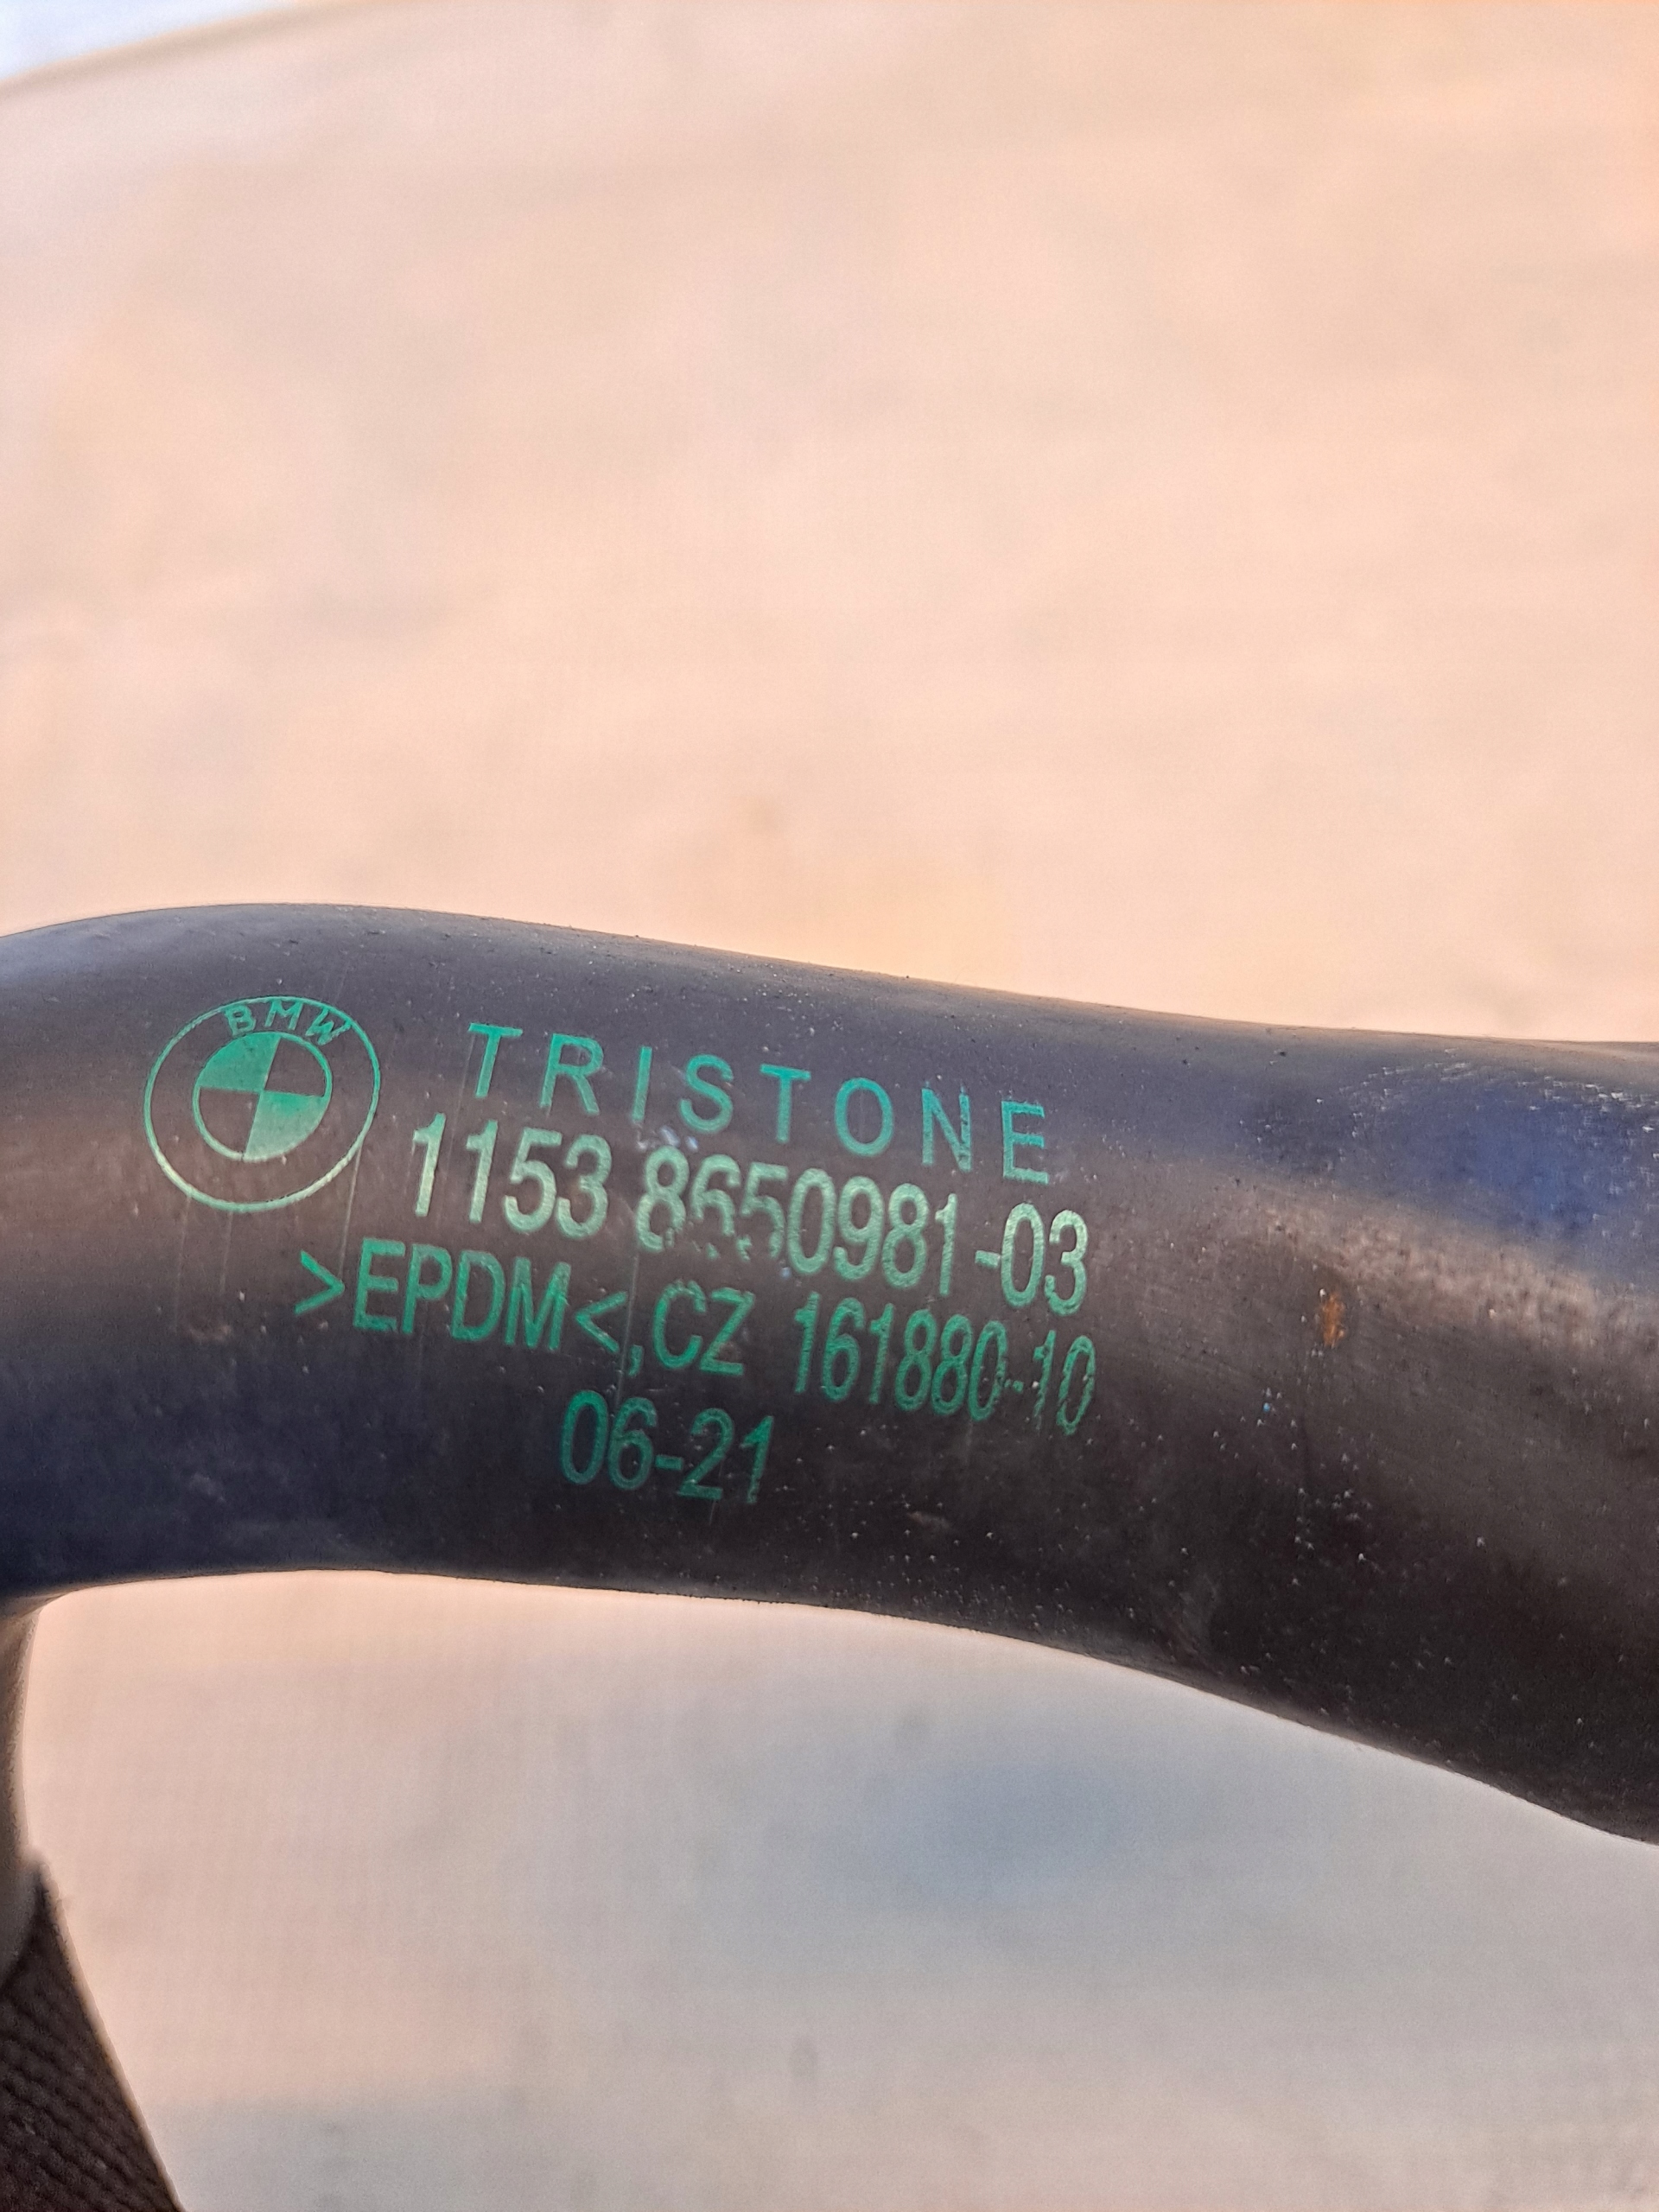 BMW
TRISTONE
1153 8650981-03
>EPDM<,CZ 161880-10
06-21